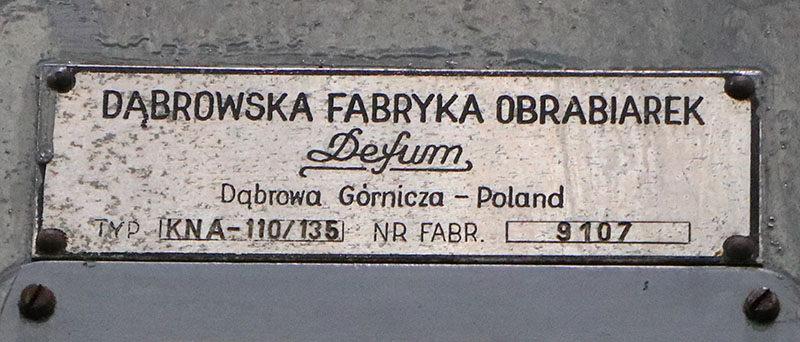 DĄBROWSKA FABRYKA OBRABIAREK
Defum
Dąbrowa Górnicza - Poland
TYP KNA-110/135 NR FABR. 9107